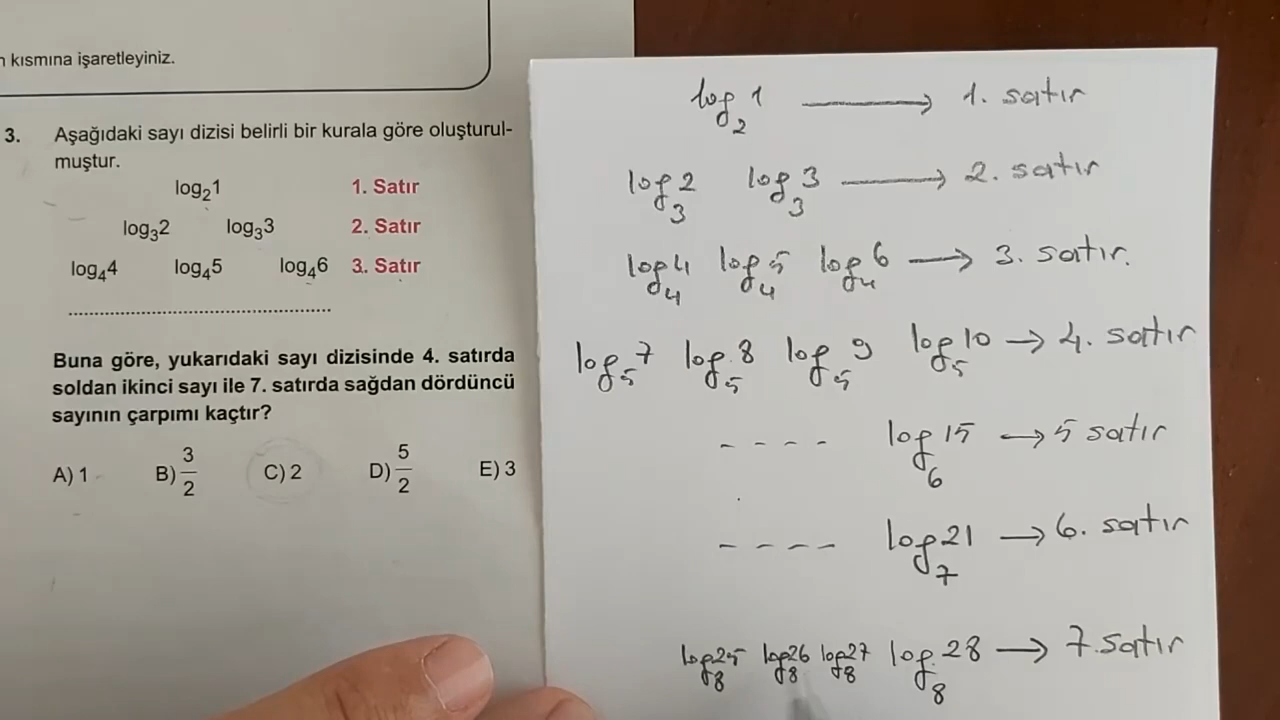 n kısmına işaretleyiniz.
3. Aşağıdaki sayı dizisi belirli bir kurala göre oluşturul-
muştur.
log₂1 1. Satır
log₃2 log₃3 2. Satır
log₄4 log₄5 log₄6 3. Satır
Buna göre, yukarıdaki sayı dizisinde 4. satırda
soldan ikinci sayı ile 7. satırda sağdan dördüncü
sayının çarpımı kaçtır?
A) 1 B) 3/2 C) 2 D) 5/2 E) 3
log₂1 → 1. satır
log₃2 log₃3 → 2. satır
log₄4 log₄5 log₄6 → 3. satır.
log₅7 log₅8 log₅9 log₅10 → 4. satır
- - - - log₆15 → 5 satır
- - - - log₇21 → 6. satır
log₈25 log₈26 log₈27 log₈28 → 7. satır